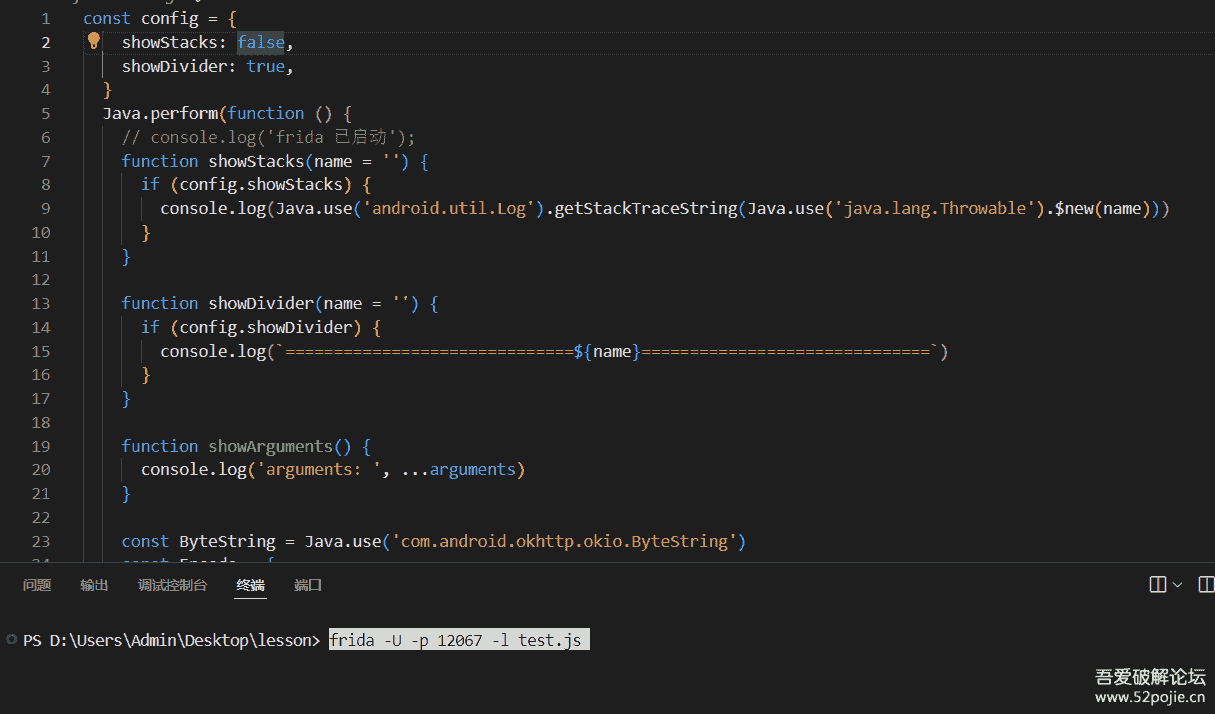 1 const config = {
2 showStacks: false,
3 showDivider: true,
4 }
5 Java.perform(function () {
6 // console.log('frida 已启动');
7 function showStacks(name = '') {
8 if (config.showStacks) {
9 console.log(Java.use('android.util.Log').getStackTraceString(Java.use('java.lang.Throwable').$new(name)))
10 }
11 }
12
13 function showDivider(name = '') {
14 if (config.showDivider) {
15 console.log(`==============================${name}==============================`)
16 }
17 }
18
19 function showArguments() {
20 console.log('arguments: ', ...arguments)
21 }
22
23 const ByteString = Java.use('com.android.okhttp.okio.ByteString')
问题 输出 调试控制台 终端 端口
PS D:\Users\Admin\Desktop\lesson> frida -U -p 12067 -l test.js
吾爱破解论坛
www.52pojie.cn